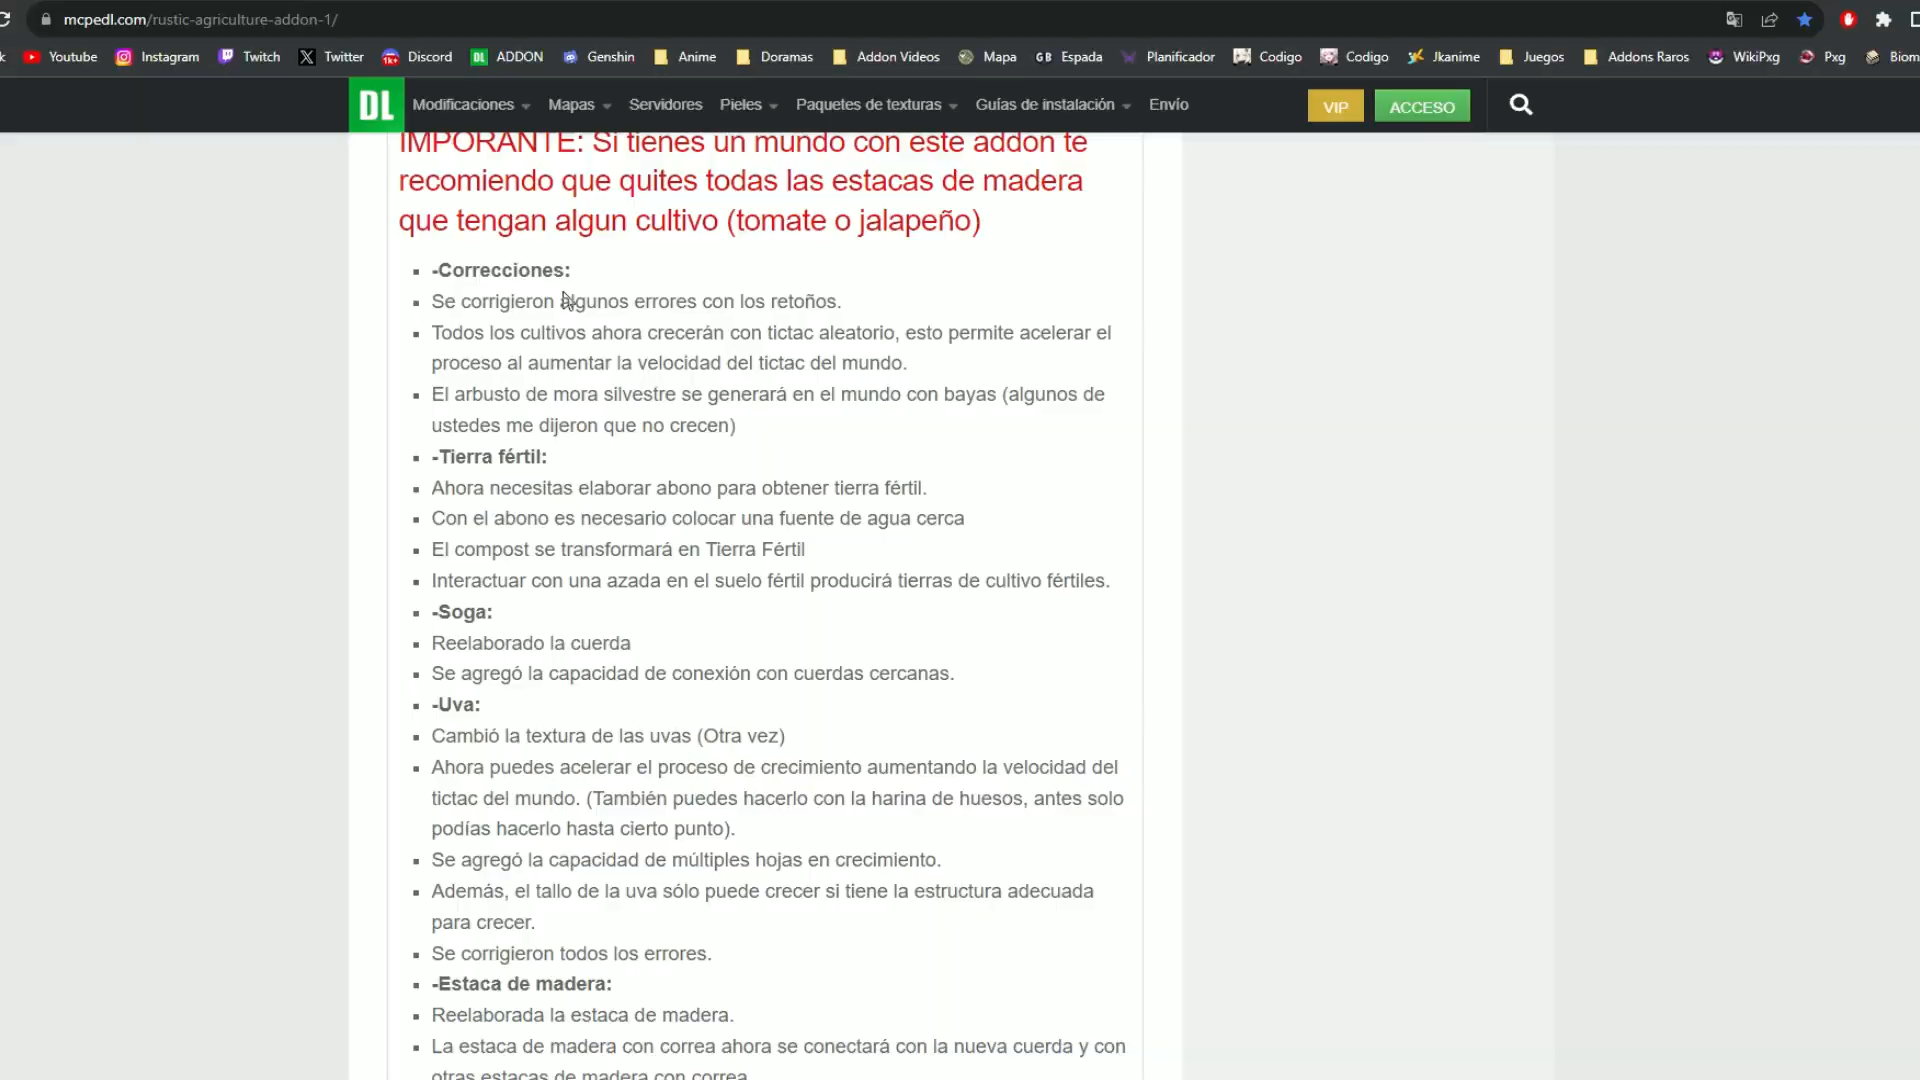 mcpedl.com/rustic-agriculture-addon-1/
k Youtube Instagram Twitch Twitter Discord DL ADDON Genshin Anime Doramas Addon Videos Mapa GB Espada Planificador Codigo Codigo Jkanime Juegos Addons Raros WikiPxg Pxg Biom
DL Modificaciones Mapas Servidores Pieles Paquetes de texturas Guías de instalación Envío VIP ACCESO
IMPORANTE: Si tienes un mundo con este addon te
recomiendo que quites todas las estacas de madera
que tengan algun cultivo (tomate o jalapeño)
-Correcciones:
Se corrigieron algunos errores con los retoños.
Todos los cultivos ahora crecerán con tictac aleatorio, esto permite acelerar el
proceso al aumentar la velocidad del tictac del mundo.
El arbusto de mora silvestre se generará en el mundo con bayas (algunos de
ustedes me dijeron que no crecen)
-Tierra fértil:
Ahora necesitas elaborar abono para obtener tierra fértil.
Con el abono es necesario colocar una fuente de agua cerca
El compost se transformará en Tierra Fértil
Interactuar con una azada en el suelo fértil producirá tierras de cultivo fértiles.
-Soga:
Reelaborado la cuerda
Se agregó la capacidad de conexión con cuerdas cercanas.
-Uva:
Cambió la textura de las uvas (Otra vez)
Ahora puedes acelerar el proceso de crecimiento aumentando la velocidad del
tictac del mundo. (También puedes hacerlo con la harina de huesos, antes solo
podías hacerlo hasta cierto punto).
Se agregó la capacidad de múltiples hojas en crecimiento.
Además, el tallo de la uva sólo puede crecer si tiene la estructura adecuada
para crecer.
Se corrigieron todos los errores.
-Estaca de madera:
Reelaborada la estaca de madera.
La estaca de madera con correa ahora se conectará con la nueva cuerda y con
otras estacas de madera con correa